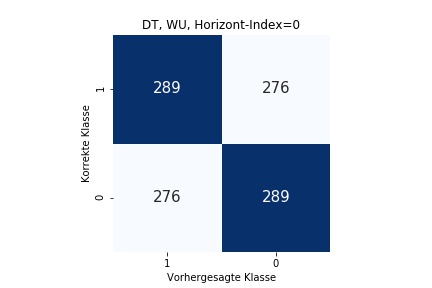 DT, WU, Horizont-Index=0
Korrekte Klasse
1
289
276
0
276
289
1
0
Vorhergesagte Klasse